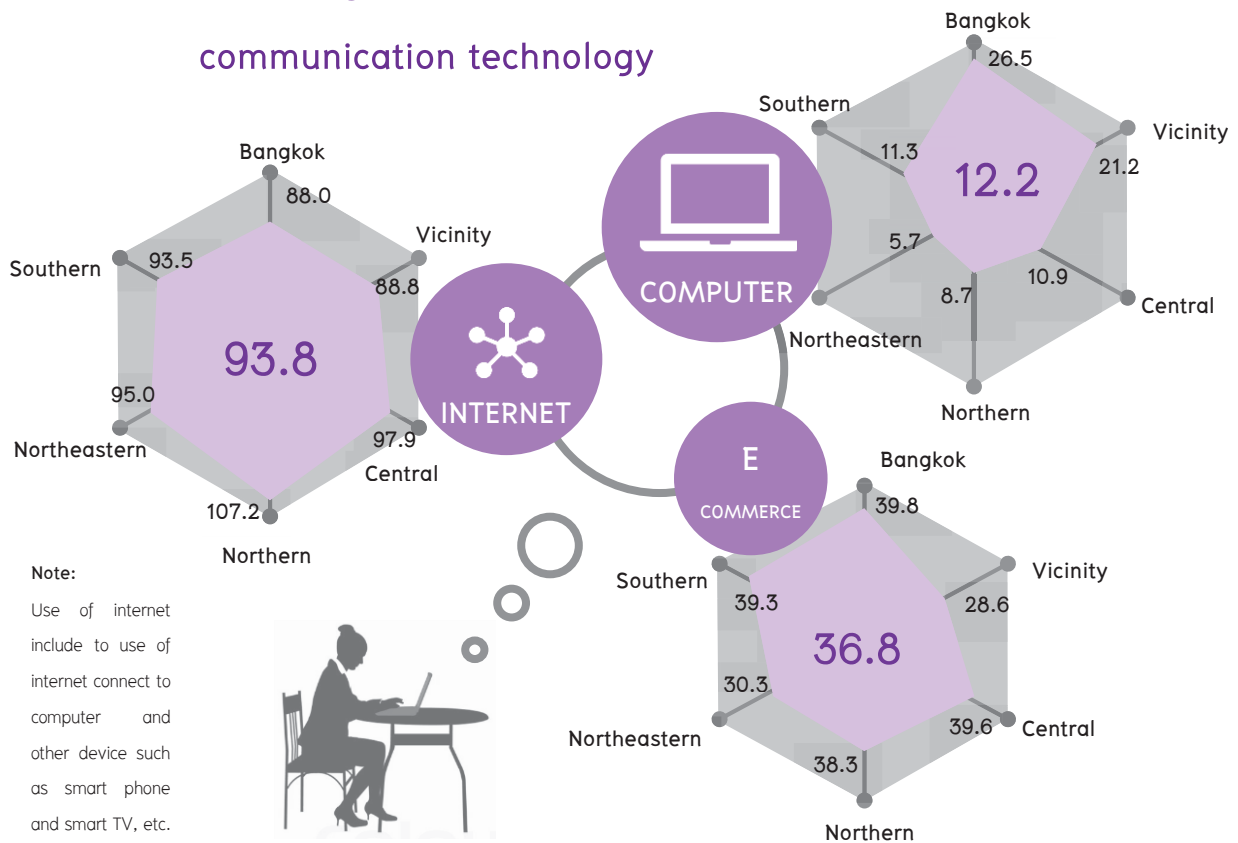 communication technology
Bangkok
88.0
Vicinity
88.8
Central
97.9
Northern
107.2
Northeastern
95.0
Southern
93.5
93.8
INTERNET
COMPUTER
Bangkok
26.5
Vicinity
21.2
Central
10.9
Northern
8.7
Northeastern
5.7
Southern
11.3
12.2
E
COMMERCE
Bangkok
39.8
Vicinity
28.6
Central
39.6
Northern
38.3
Northeastern
30.3
Southern
39.3
36.8
Note:
Use of internet
include to use of
internet connect to
computer and
other device such
as smart phone
and smart TV, etc.